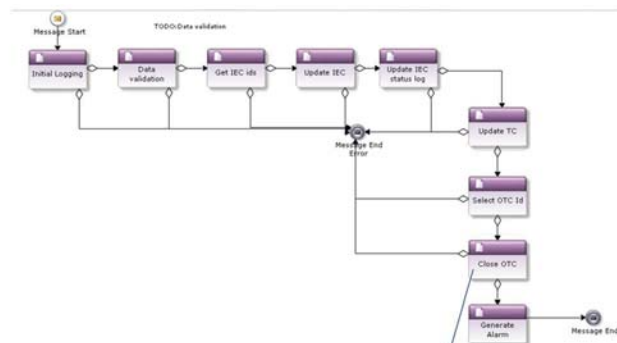 TODO:Data validation
Message Start
Initial Logging
Data
validation
Get IEC ids
Update IEC
Update IEC
status log
Update TC
Message End
Error
Select OTC Id
Close OTC
Generate
Alarm
Message End